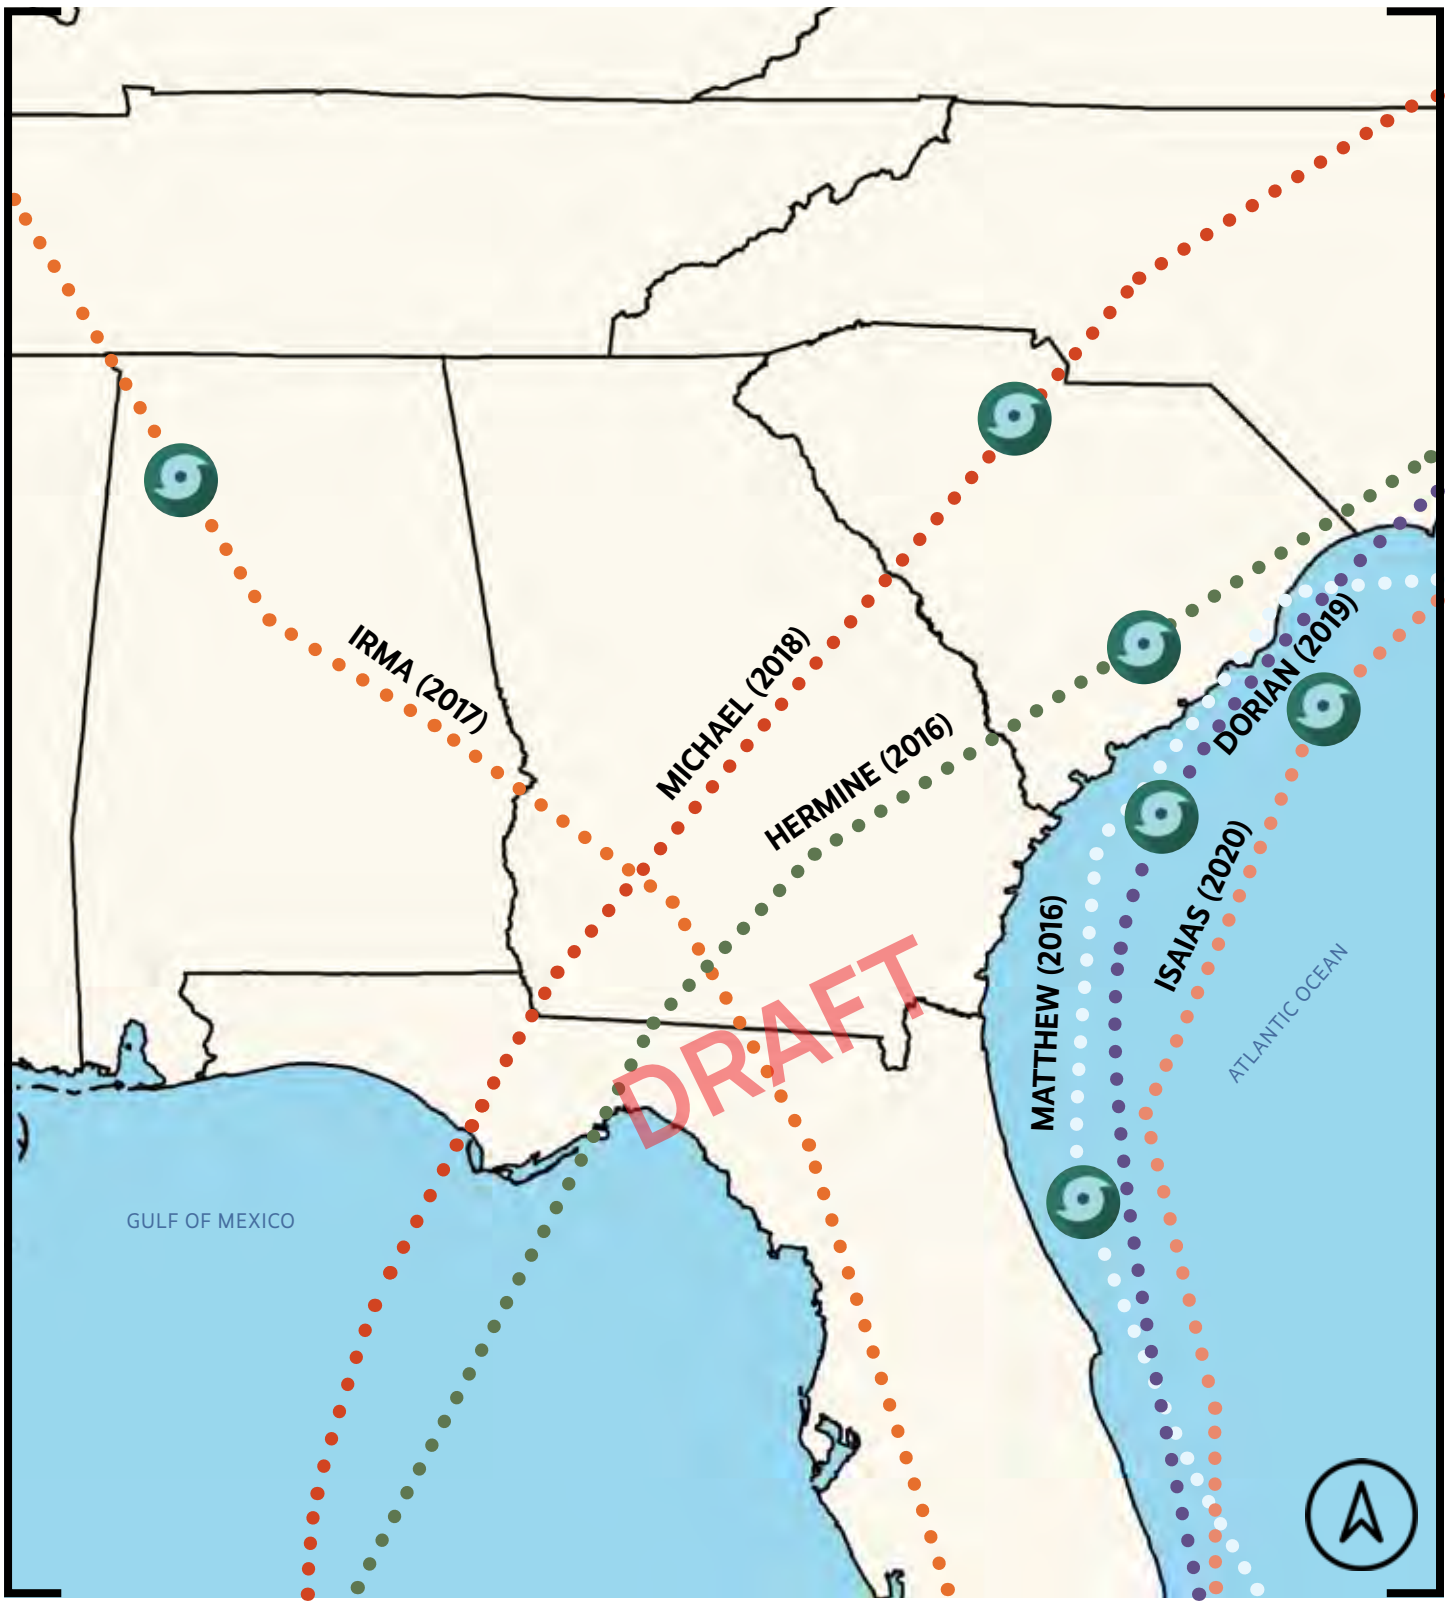 IRMA (2017)
MICHAEL (2018)
HERMINE (2016)
DORIAN (2019)
ISAIAS (2020)
MATTHEW (2016)
ATLANTIC OCEAN
DRAFT
GULF OF MEXICO